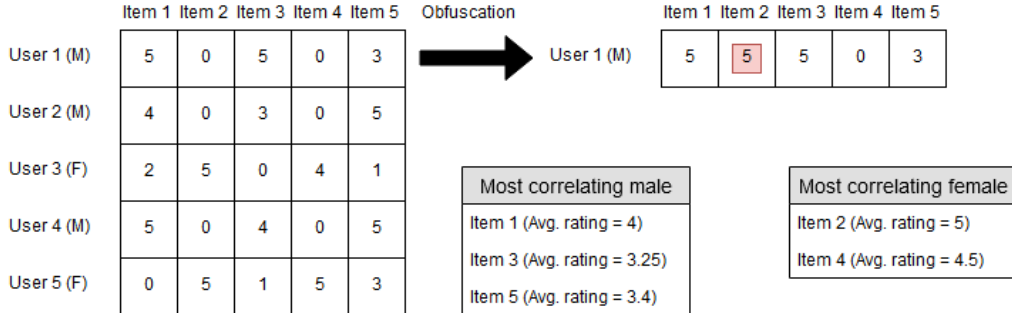 Item 1 Item 2 Item 3 Item 4 Item 5 Obfuscation Item 1 Item 2 Item 3 Item 4 Item 5
User 1 (M) 5 0 5 0 3 User 1 (M) 5 5 5 0 3
User 2 (M) 4 0 3 0 5
User 3 (F) 2 5 0 4 1
User 4 (M) 5 0 4 0 5
User 5 (F) 0 5 1 5 3
Most correlating male
Item 1 (Avg. rating = 4)
Item 3 (Avg. rating = 3.25)
Item 5 (Avg. rating = 3.4)
Most correlating female
Item 2 (Avg. rating = 5)
Item 4 (Avg. rating = 4.5)